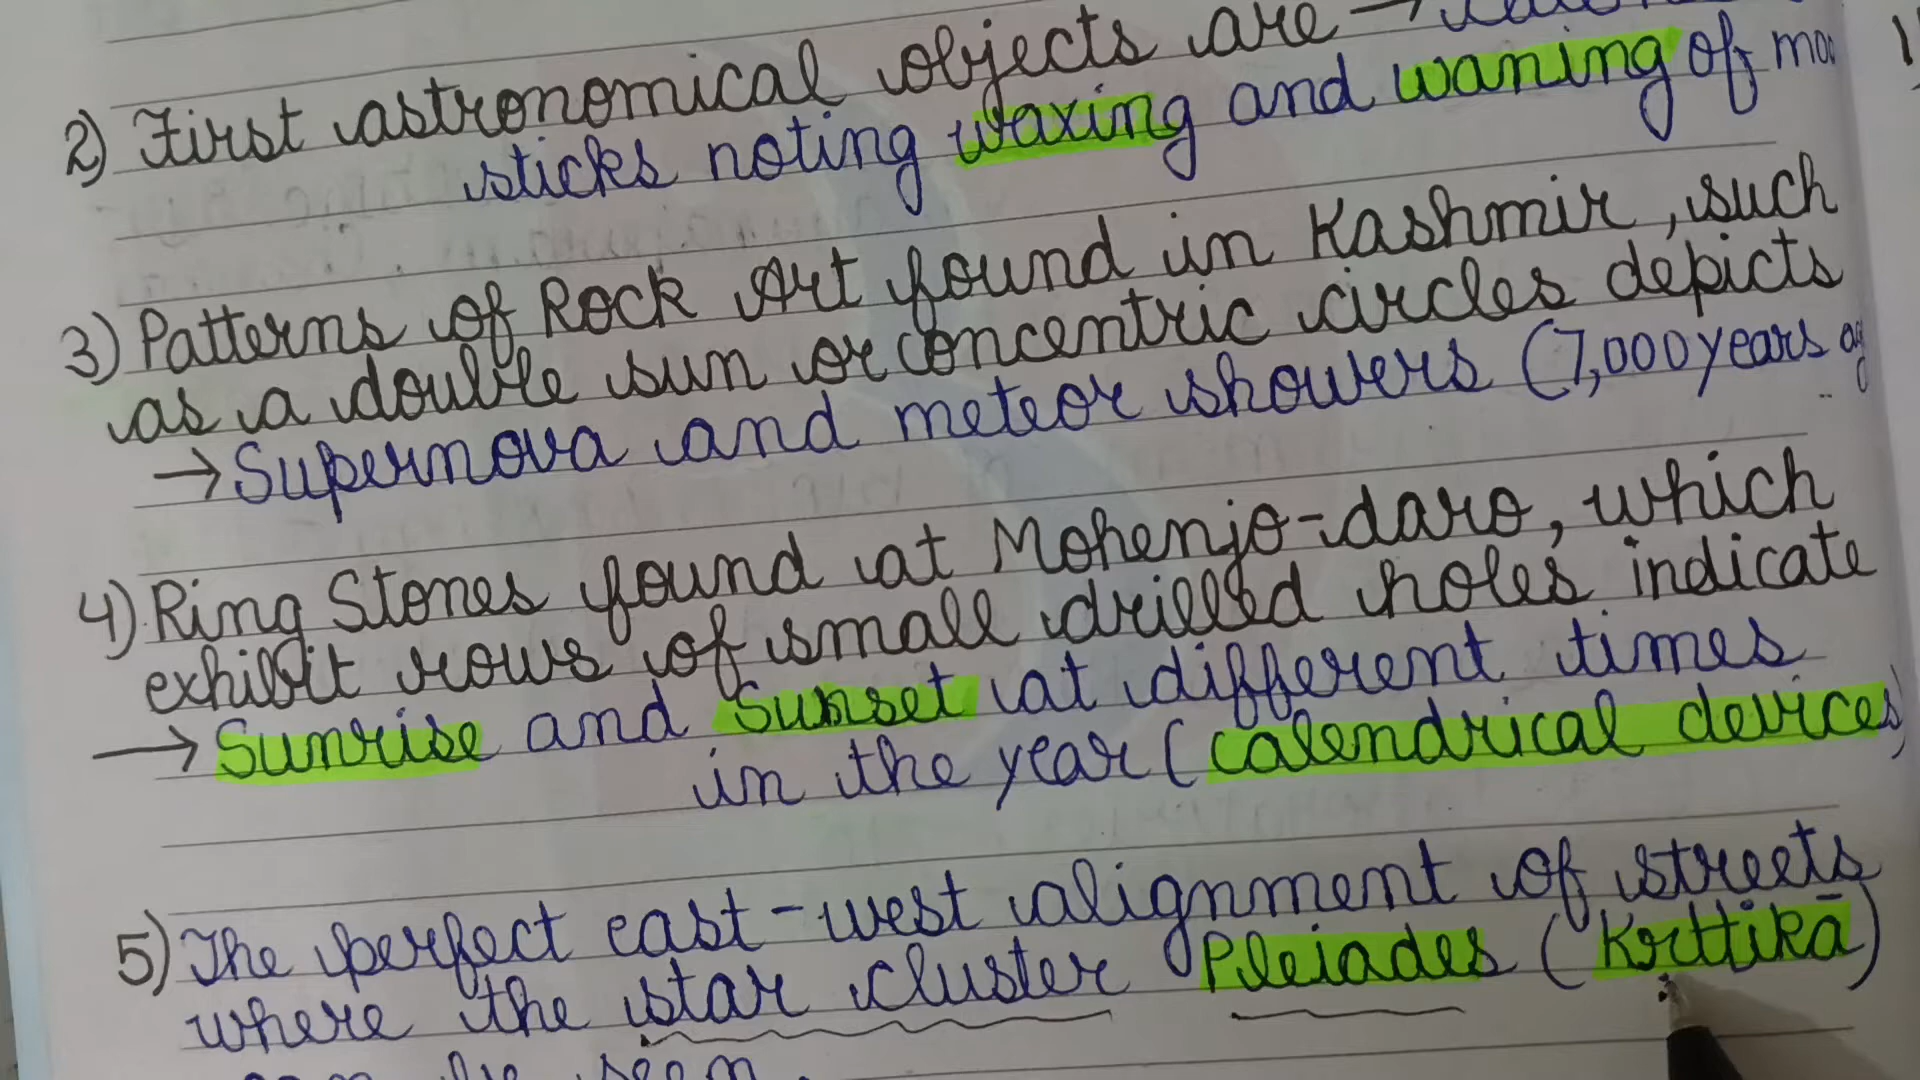 2) First astronomical objects are →
sticks noting waxing and waning of
3) Patterns of Rock Art found in Kashmir, such
as a double sun or concentric circles depicts
→ Supernova and meteor showers (7,000 years
4) Ring Stones found at Mohenjo-daro, which
exhibit rows of small drilled holes indicate
→ Sunrise and Sunset at different times
in the year (calendrical devices)
5) The perfect east-west alignment of streets
where the star cluster Pleiades (Krttikā)
seen.